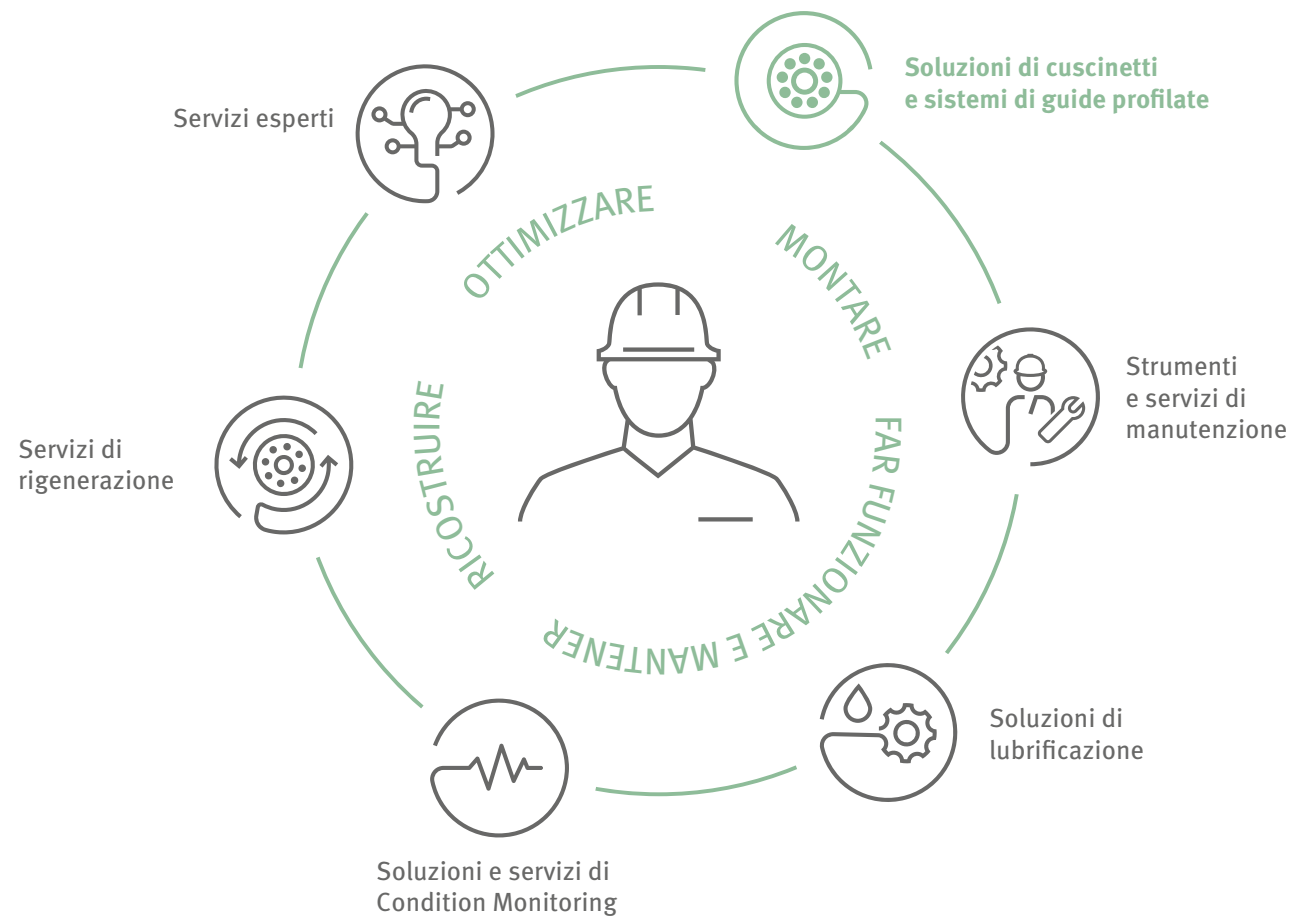 Soluzioni di cuscinetti
e sistemi di guide profilate
Servizi esperti
OTTIMIZZARE
MONTARE
Strumenti
e servizi di
manutenzione
RICOSTRUIRE
FAR FUNZIONARE E MANTENER
Servizi di
rigenerazione
Soluzioni di
lubrificazione
Soluzioni e servizi di
Condition Monitoring